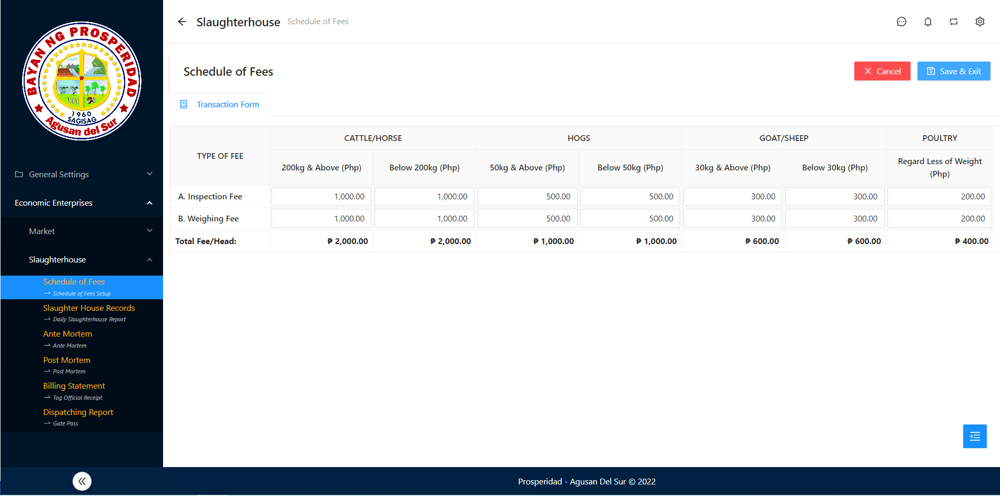 BAYAN NG PROSPERIDAD
1960
SAGISAG
Agusan del Sur
General Settings
Economic Enterprises
Market
Slaughterhouse
Schedule of Fees
Schedule of Fees Setup
Slaughter House Records
Daily Slaughterhouse Report
Ante Mortem
Ante Mortem
Post Mortem
Post Mortem
Billing Statement
Tag Official Receipt
Dispatching Report
Gate Pass
Slaughterhouse Schedule of Fees
Schedule of Fees
Cancel Save & Exit
Transaction Form
TYPE OF FEE CATTLE/HORSE HOGS GOAT/SHEEP POULTRY
200kg & Above (Php) Below 200kg (Php) 50kg & Above (Php) Below 50kg (Php) 30kg & Above (Php) Below 30kg (Php) Regard Less of Weight
(Php)
A. Inspection Fee 1,000.00 1,000.00 500.00 500.00 300.00 300.00 200.00
B. Weighing Fee 1,000.00 1,000.00 500.00 500.00 300.00 300.00 200.00
Total Fee/Head: ₱ 2,000.00 ₱ 2,000.00 ₱ 1,000.00 ₱ 1,000.00 ₱ 600.00 ₱ 600.00 ₱ 400.00
Prosperidad - Agusan Del Sur © 2022